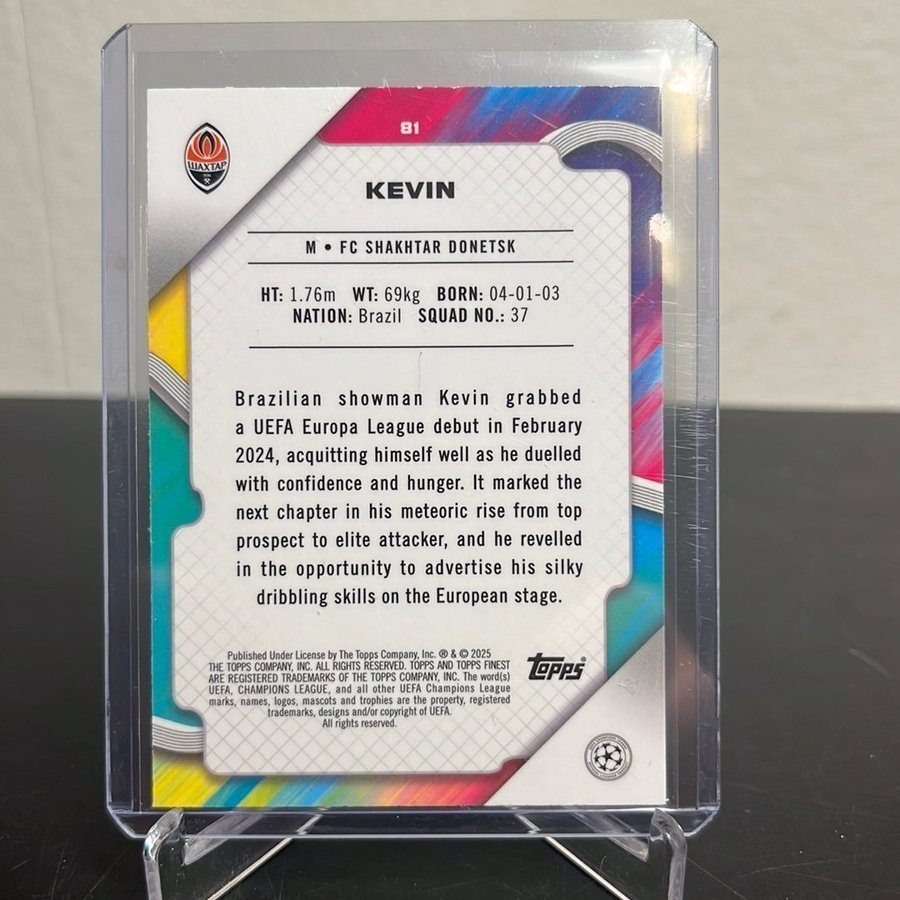 81
ШАХТАР
KEVIN
M • FC SHAKHTAR DONETSK
HT: 1.76m WT: 69kg BORN: 04-01-03
NATION: Brazil SQUAD NO.: 37
Brazilian showman Kevin grabbed
a UEFA Europa League debut in February
2024, acquitting himself well as he duelled
with confidence and hunger. It marked the
next chapter in his meteoric rise from top
prospect to elite attacker, and he revelled
in the opportunity to advertise his silky
dribbling skills on the European stage.
Published Under License by The Topps Company, Inc. ® & © 2025
THE TOPPS COMPANY, INC. ALL RIGHTS RESERVED. TOPPS AND TOPPS FINEST
ARE REGISTERED TRADEMARKS OF THE TOPPS COMPANY, INC. The word(s)
UEFA, CHAMPIONS LEAGUE, and all other UEFA Champions League
marks, names, logos, mascots and trophies are the property, registered
trademarks, designs and/or copyright of UEFA.
All rights reserved.
Topps®